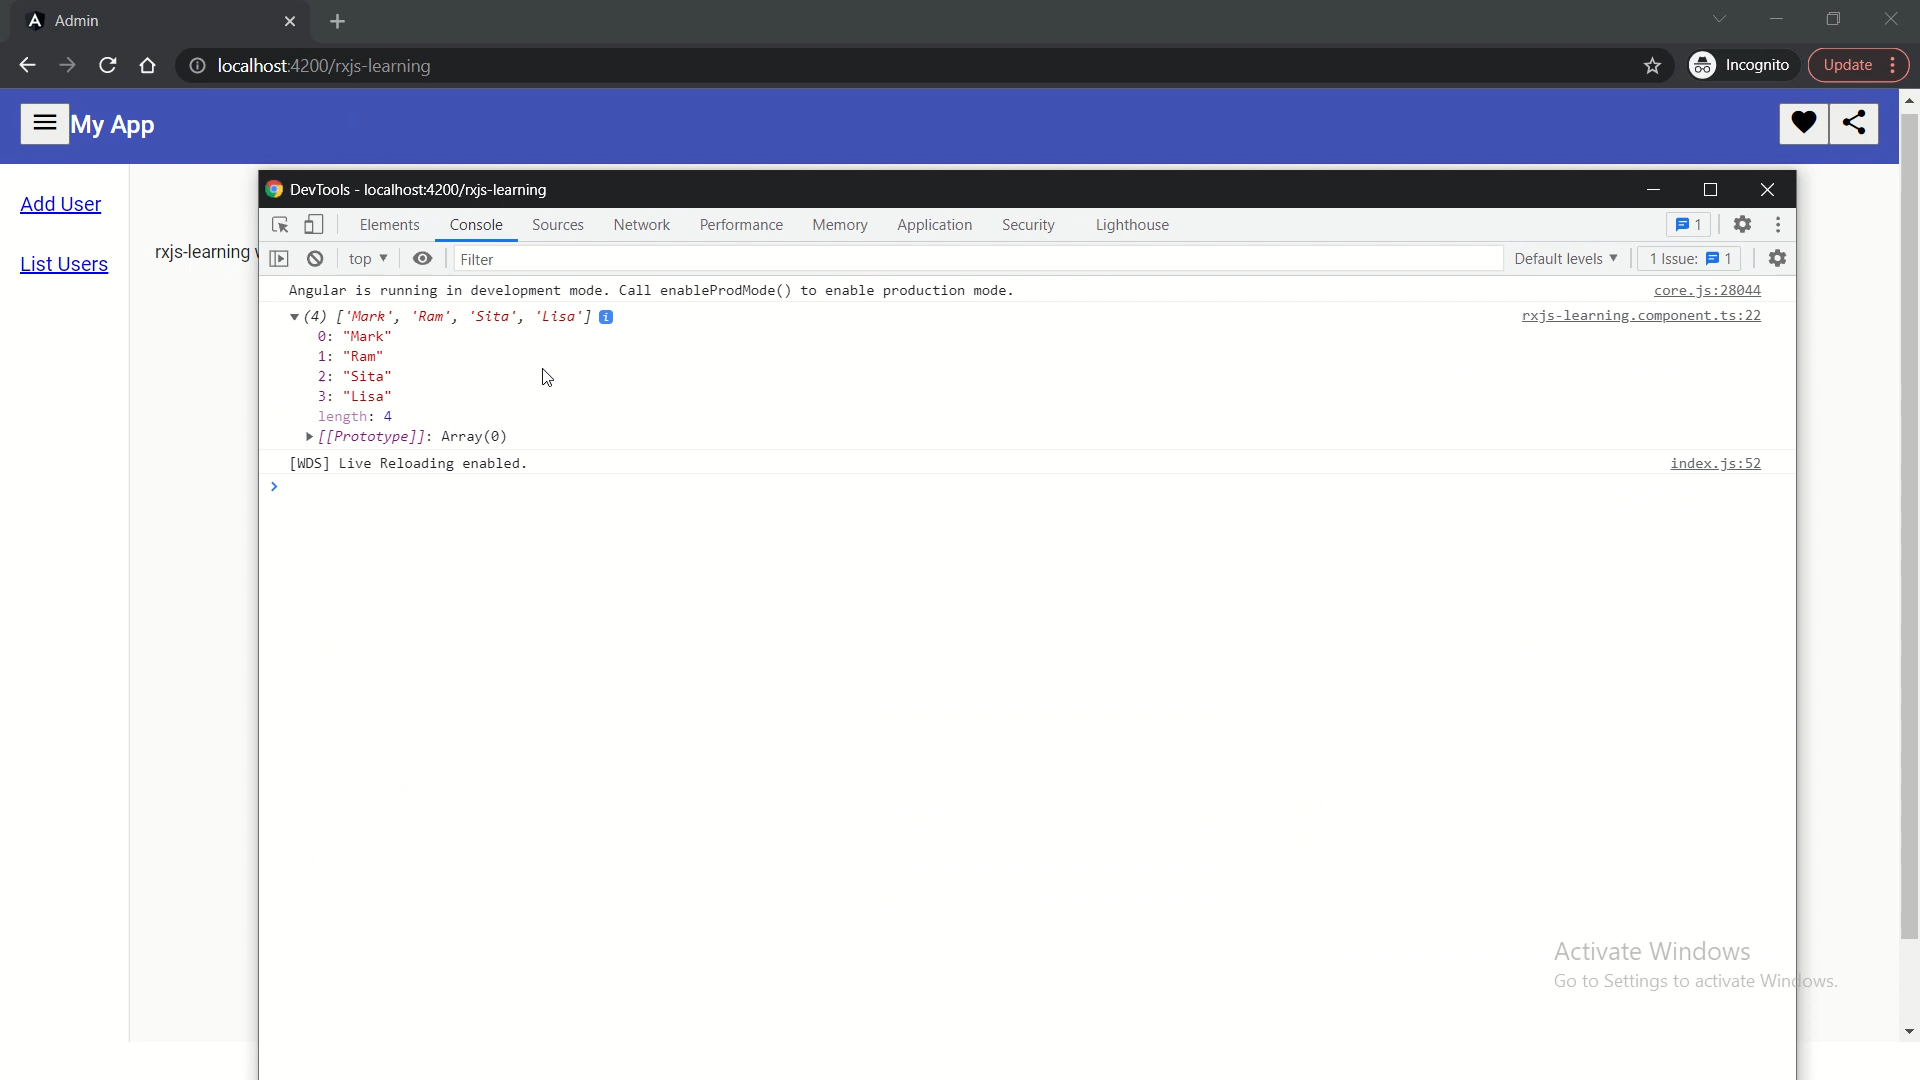 Admin
localhost:4200/rxjs-learning
Incognito
Update
My App
Add User
List Users
rxjs-learning
DevTools - localhost:4200/rxjs-learning
Elements Console Sources Network Performance Memory Application Security Lighthouse 1
top Filter Default levels 1 Issue: 1
Angular is running in development mode. Call enableProdMode() to enable production mode. core.js:28044
(4) ['Mark', 'Ram', 'Sita', 'Lisa'] i rxjs-learning.component.ts:22
0: "Mark"
1: "Ram"
2: "Sita"
3: "Lisa"
length: 4
[[Prototype]]: Array(0)
[WDS] Live Reloading enabled. index.js:52
Activate Windows
Go to Settings to activate Windows.